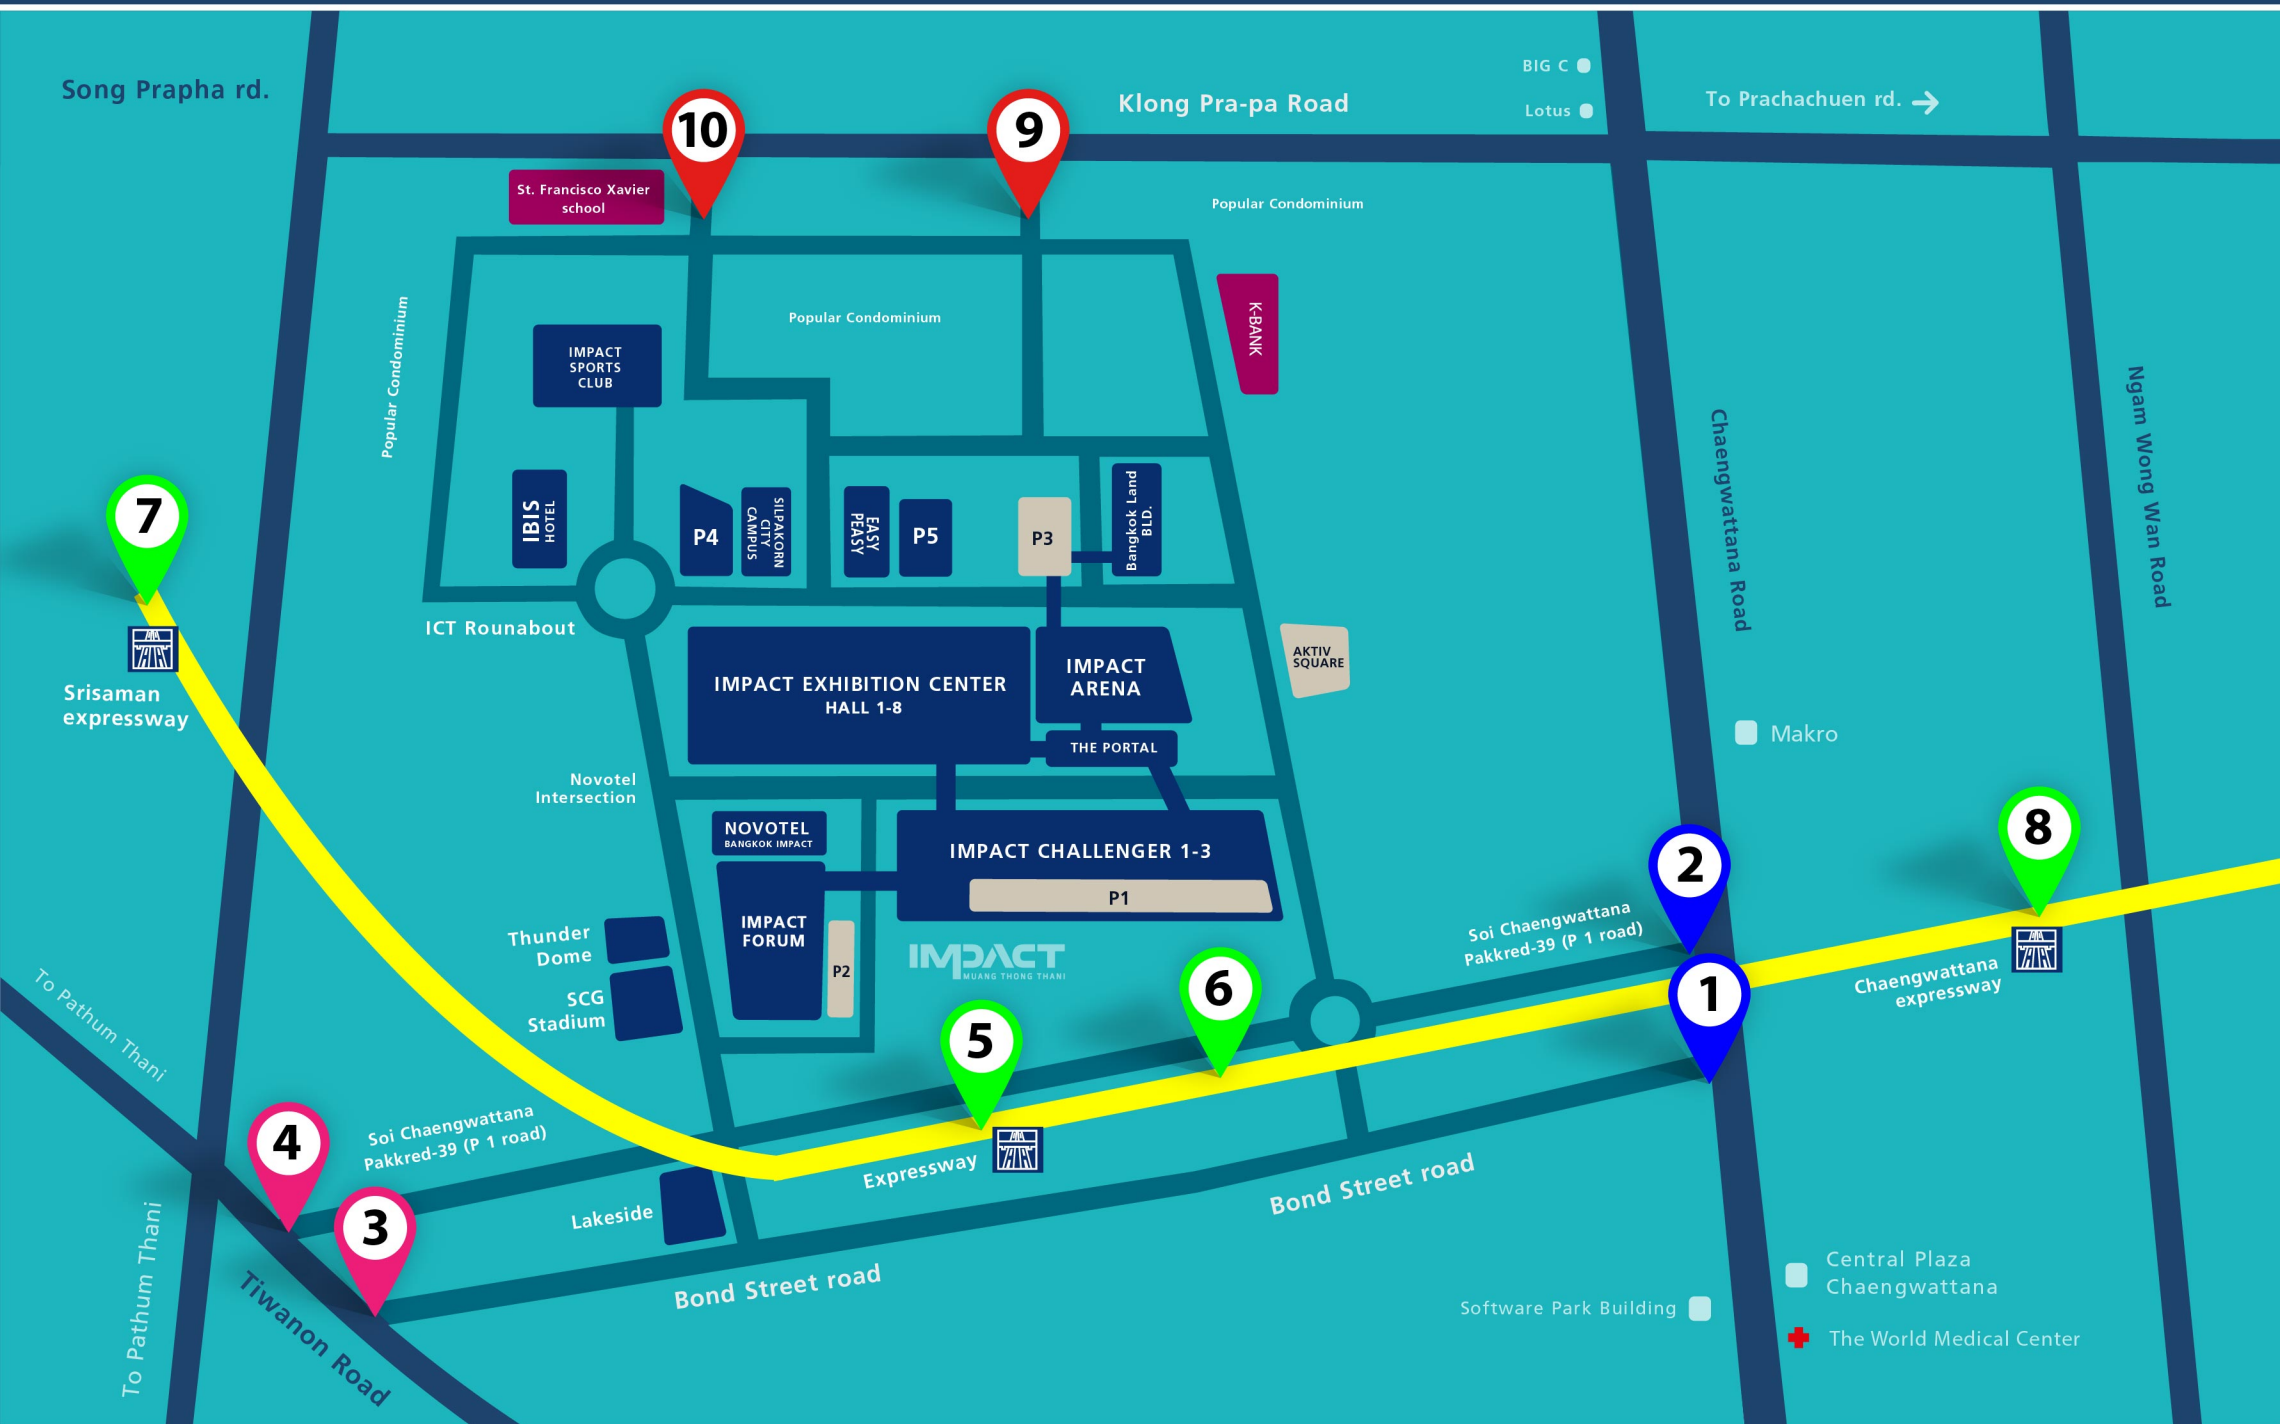 Song Prapha rd.
10
9
Klong Pra-pa Road
BIG C
Lotus
To Prachachuen rd.
St. Francisco Xavier
school
Popular Condominium
Popular Condominium
Popular Condominium
K-BANK
IMPACT
SPORTS
CLUB
Chaengwattana Road
Ngam Wong Wan Road
7
IBIS
HOTEL
P4
SILPAKORN
CITY
CAMPUS
EASY
PEASY
P5
P3
Bangkok Land
BLD.
ICT Rounabout
Srisaman
expressway
IMPACT EXHIBITION CENTER
HALL 1-8
IMPACT
ARENA
AKTIV
SQUARE
THE PORTAL
Makro
Novotel
Intersection
NOVOTEL
BANGKOK IMPACT
IMPACT CHALLENGER 1-3
P1
2
8
IMPACT
FORUM
P2
Thunder
Dome
SCG
Stadium
IMPACT
MUANG THONG THANI
Soi Chaengwattana
Pakkred-39 (P 1 road)
6
1
Chaengwattana
expressway
5
To Pathum Thani
4
Soi Chaengwattana
Pakkred-39 (P 1 road)
Expressway
3
Lakeside
Bond Street road
Bond Street road
To Pathum Thani
Tiwanon Road
Central Plaza
Chaengwattana
Software Park Building
The World Medical Center